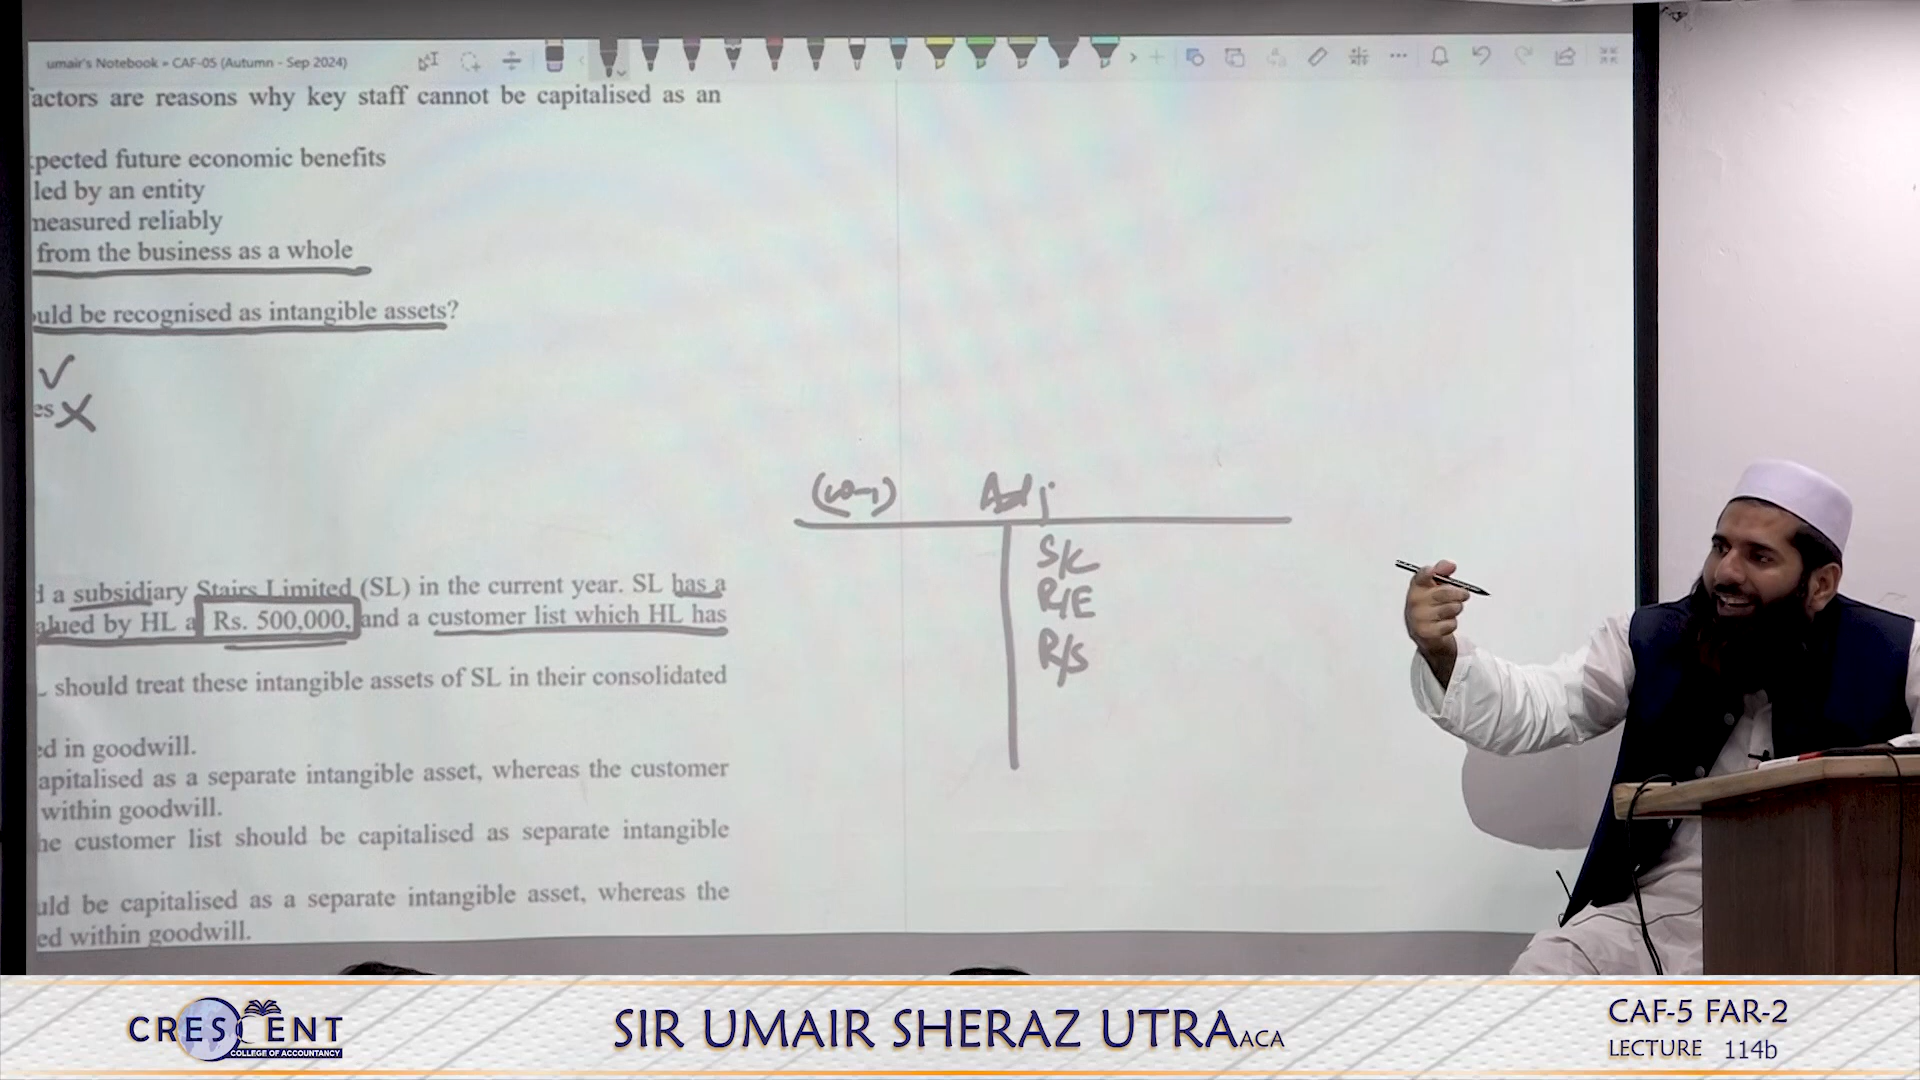 umair's Notebook » CAF-05 (Autumn - Sep 2024)
actors are reasons why key staff cannot be capitalised as an
pected future economic benefits
led by an entity
measured reliably
from the business as a whole
ould be recognised as intangible assets?
✓
es X
d a subsidiary Stairs Limited (SL) in the current year. SL has a
alued by HL a Rs. 500,000, and a customer list which HL has
L should treat these intangible assets of SL in their consolidated
ed in goodwill.
apitalised as a separate intangible asset, whereas the customer
within goodwill.
he customer list should be capitalised as separate intangible
uld be capitalised as a separate intangible asset, whereas the
ed within goodwill.
(W-1) Adj
S/C
R/E
R/S
CRESCENT
COLLEGE OF ACCOUNTANCY
SIR UMAIR SHERAZ UTRA ACA
CAF-5 FAR-2
LECTURE 114b